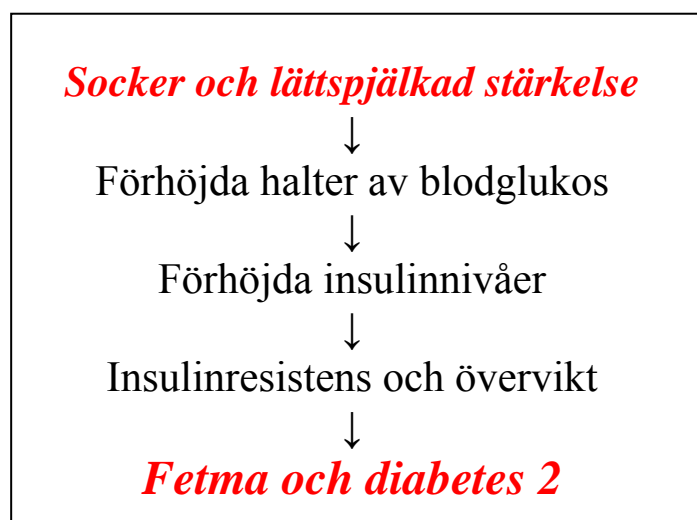 Socker och lättspjälkad stärkelse
↓
Förhöjda halter av blodglukos
↓
Förhöjda insulinnivåer
↓
Insulinresistens och övervikt
↓
Fetma och diabetes 2